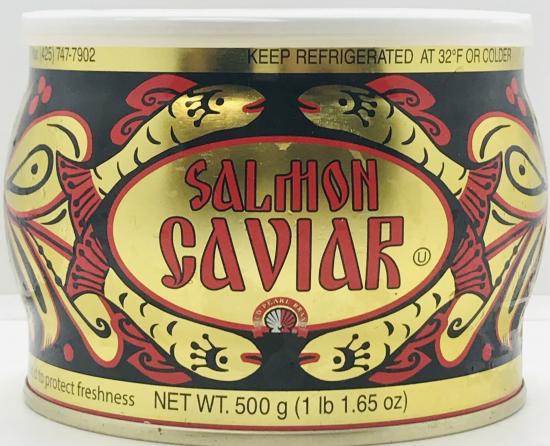 (425) 747-7902
KEEP REFRIGERATED AT 32°F OR COLDER
SALMON
CAVIAR
U
PEARL
to protect freshness
NET WT. 500 g (1 lb 1.65 oz)